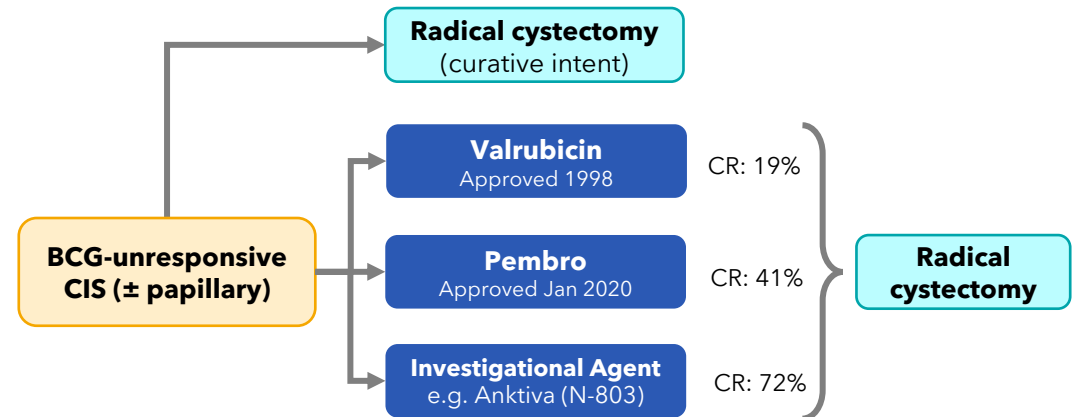 Radical cystectomy
(curative intent)
Valrubicin
Approved 1998
CR: 19%
BCG-unresponsive
CIS (± papillary)
Pembro
Approved Jan 2020
CR: 41%
Radical
cystectomy
Investigational Agent
e.g. Anktiva (N-803)
CR: 72%